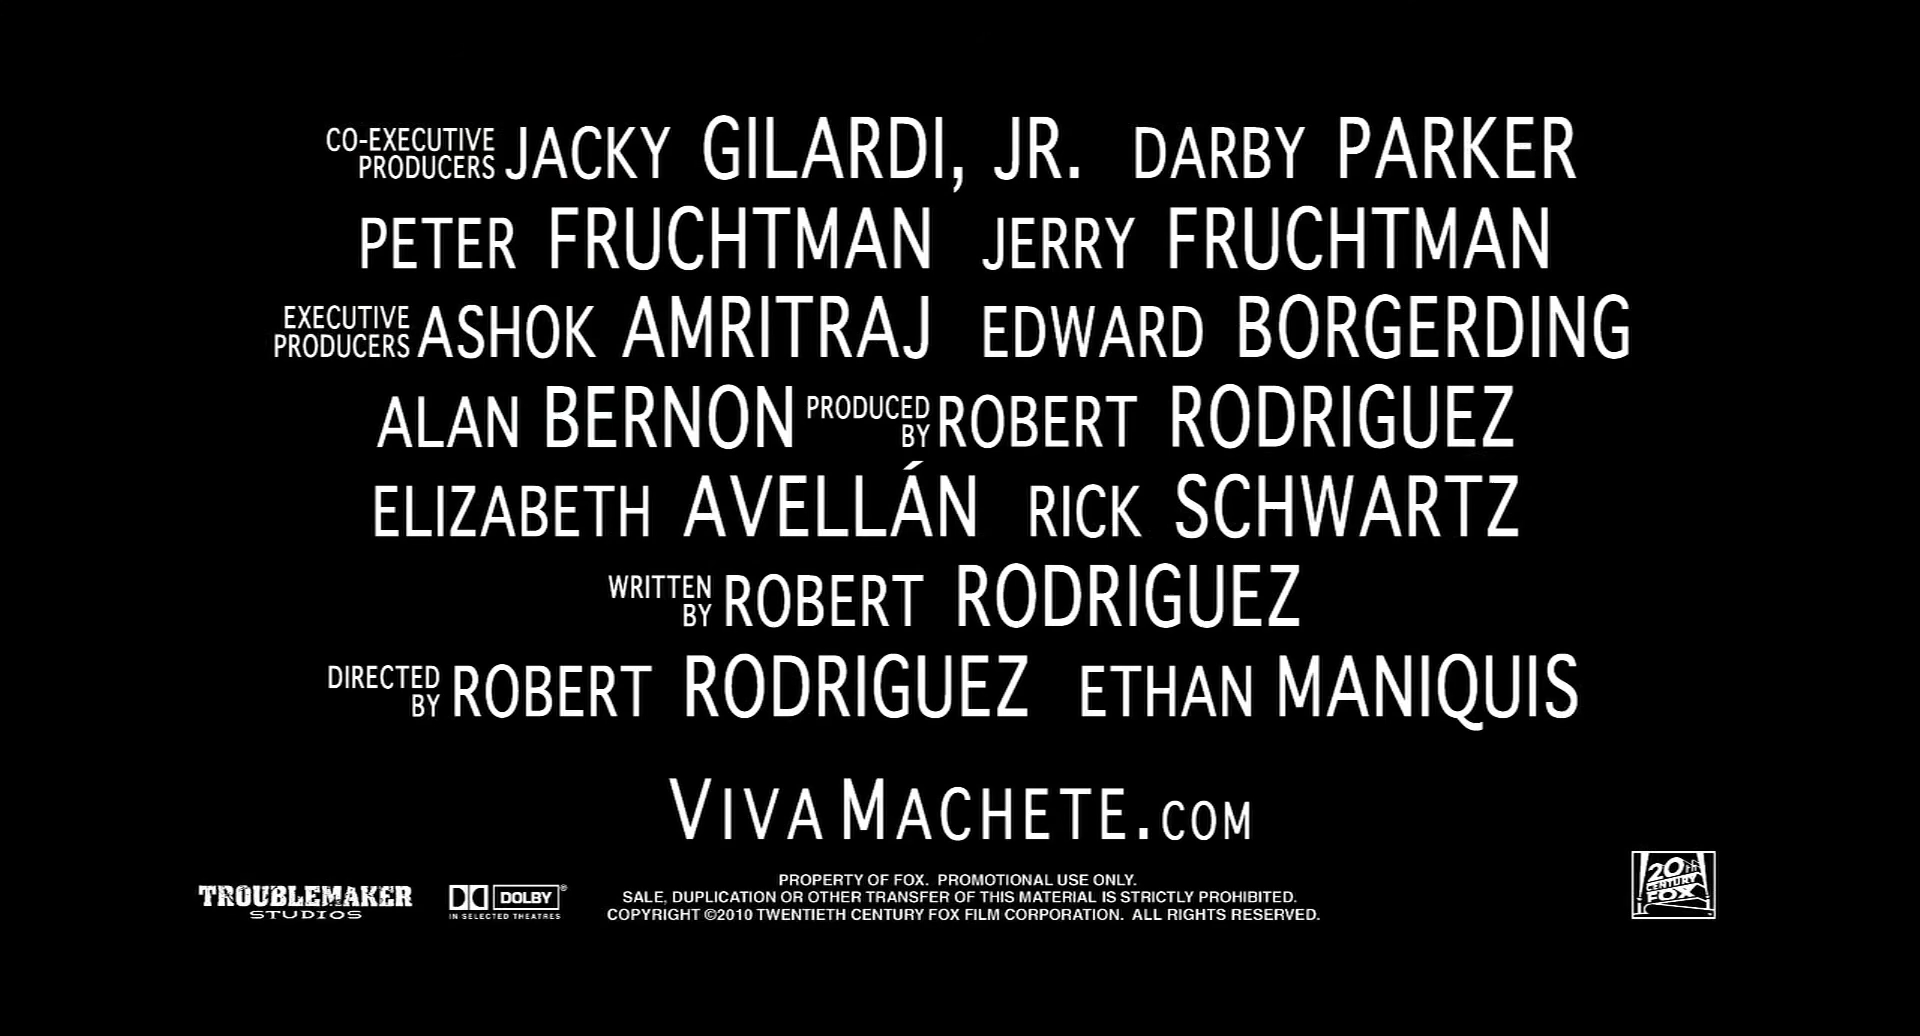 CO-EXECUTIVE PRODUCERS JACKY GILARDI, JR. DARBY PARKER
PETER FRUCHTMAN JERRY FRUCHTMAN
EXECUTIVE PRODUCERS ASHOK AMRITRAJ EDWARD BORGERDING
ALAN BERNON PRODUCED BY ROBERT RODRIGUEZ
ELIZABETH AVELLÁN RICK SCHWARTZ
WRITTEN BY ROBERT RODRIGUEZ
DIRECTED BY ROBERT RODRIGUEZ ETHAN MANIQUIS
VIVAMACHETE.COM
TROUBLEMAKER
STUDIOS
DOLBY®
IN SELECTED THEATRES
PROPERTY OF FOX. PROMOTIONAL USE ONLY.
SALE, DUPLICATION OR OTHER TRANSFER OF THIS MATERIAL IS STRICTLY PROHIBITED.
COPYRIGHT ©2010 TWENTIETH CENTURY FOX FILM CORPORATION. ALL RIGHTS RESERVED.
20th
CENTURY
FOX